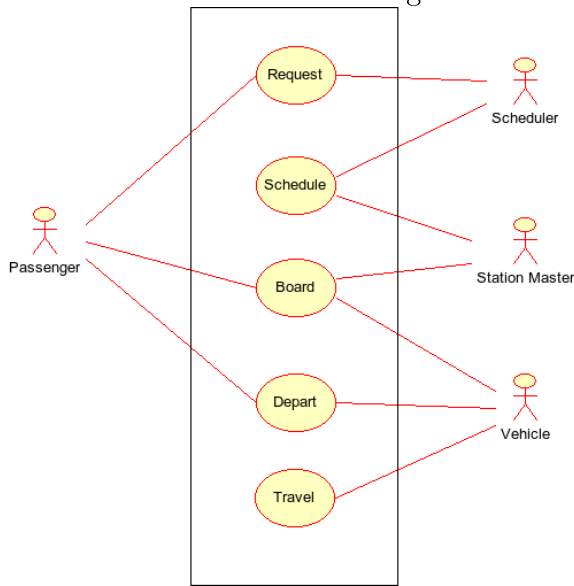 Request
Scheduler
Schedule
Passenger
Station Master
Board
Depart
Vehicle
Travel